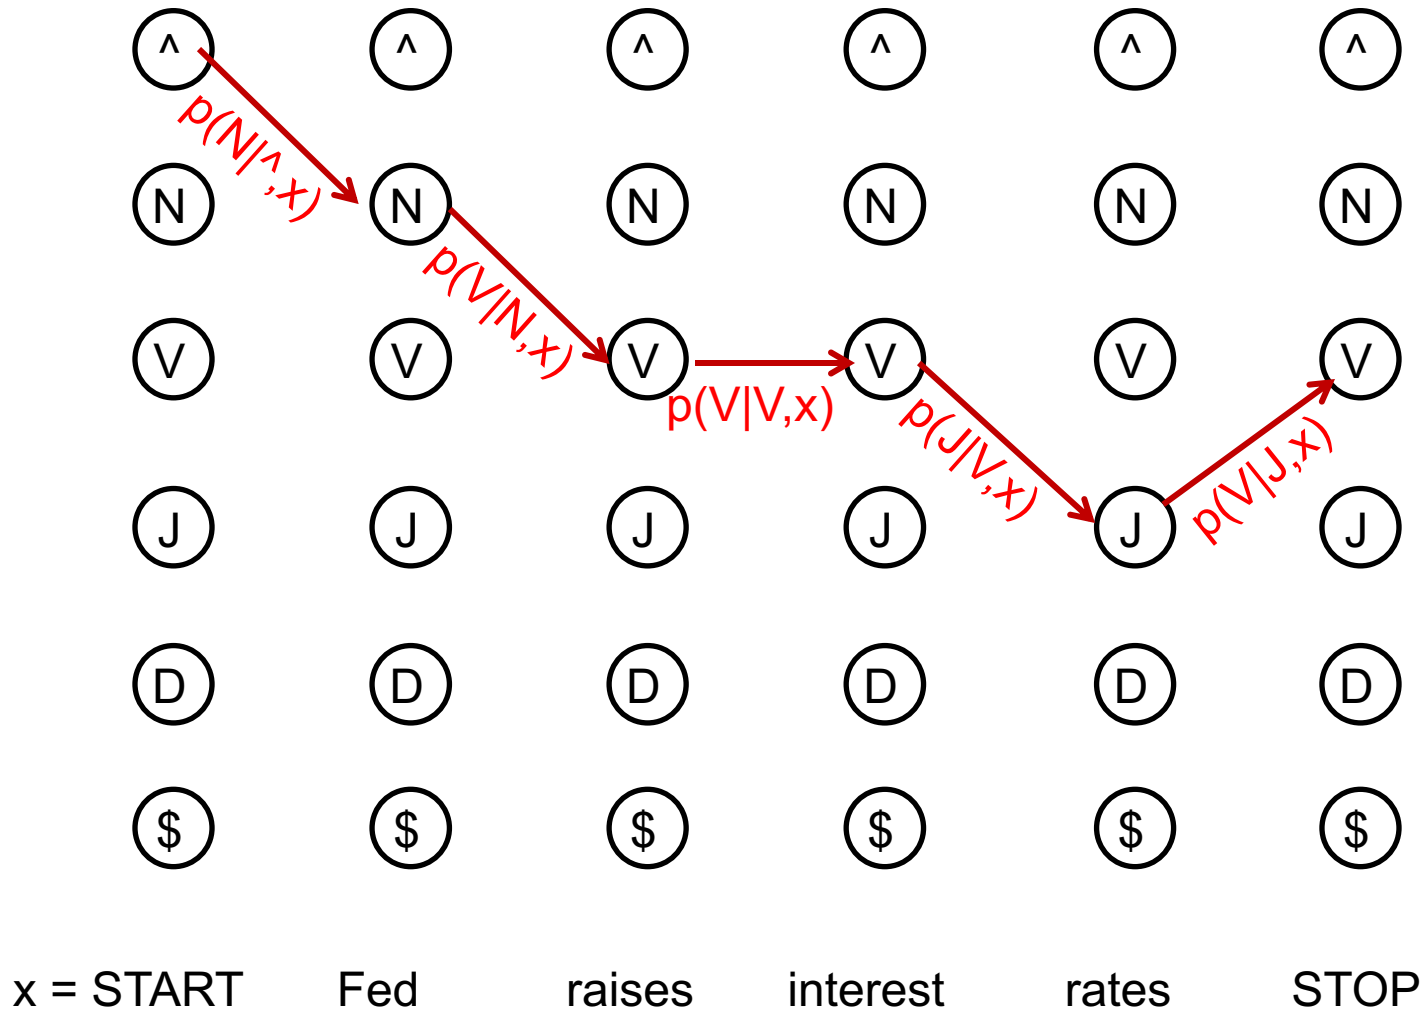 ^ ^ ^ ^ ^ ^
p(N|^,x)
N N N N N N
p(V|N,x)
V V V V V V
p(V|V,x) p(J|V,x) p(V|J,x)
J J J J J J
D D D D D D
$ $ $ $ $ $
x = START Fed raises interest rates STOP